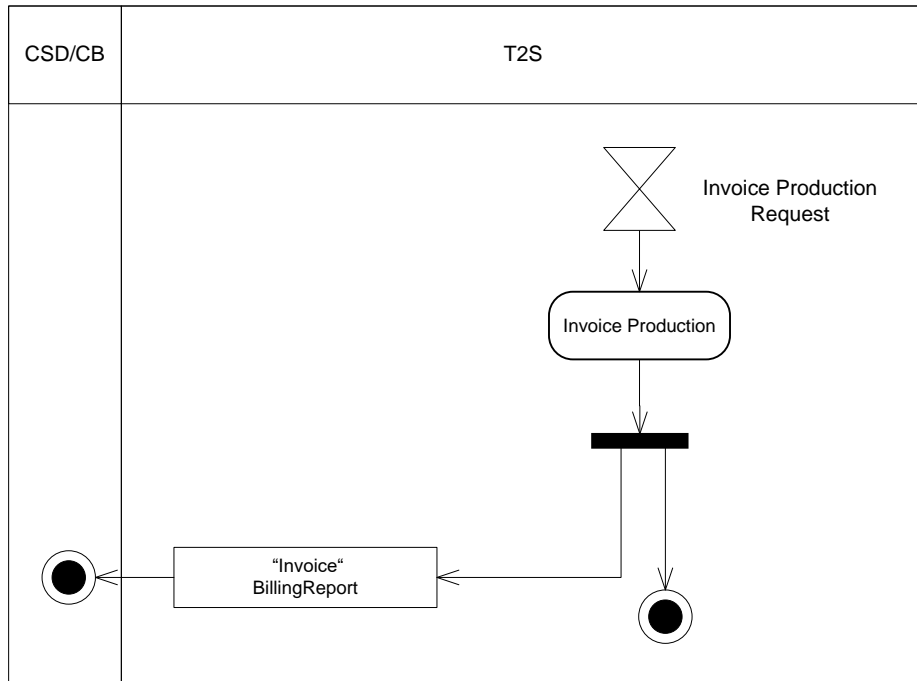 CSD/CB
T2S
Invoice Production
Request
Invoice Production
“Invoice“
BillingReport